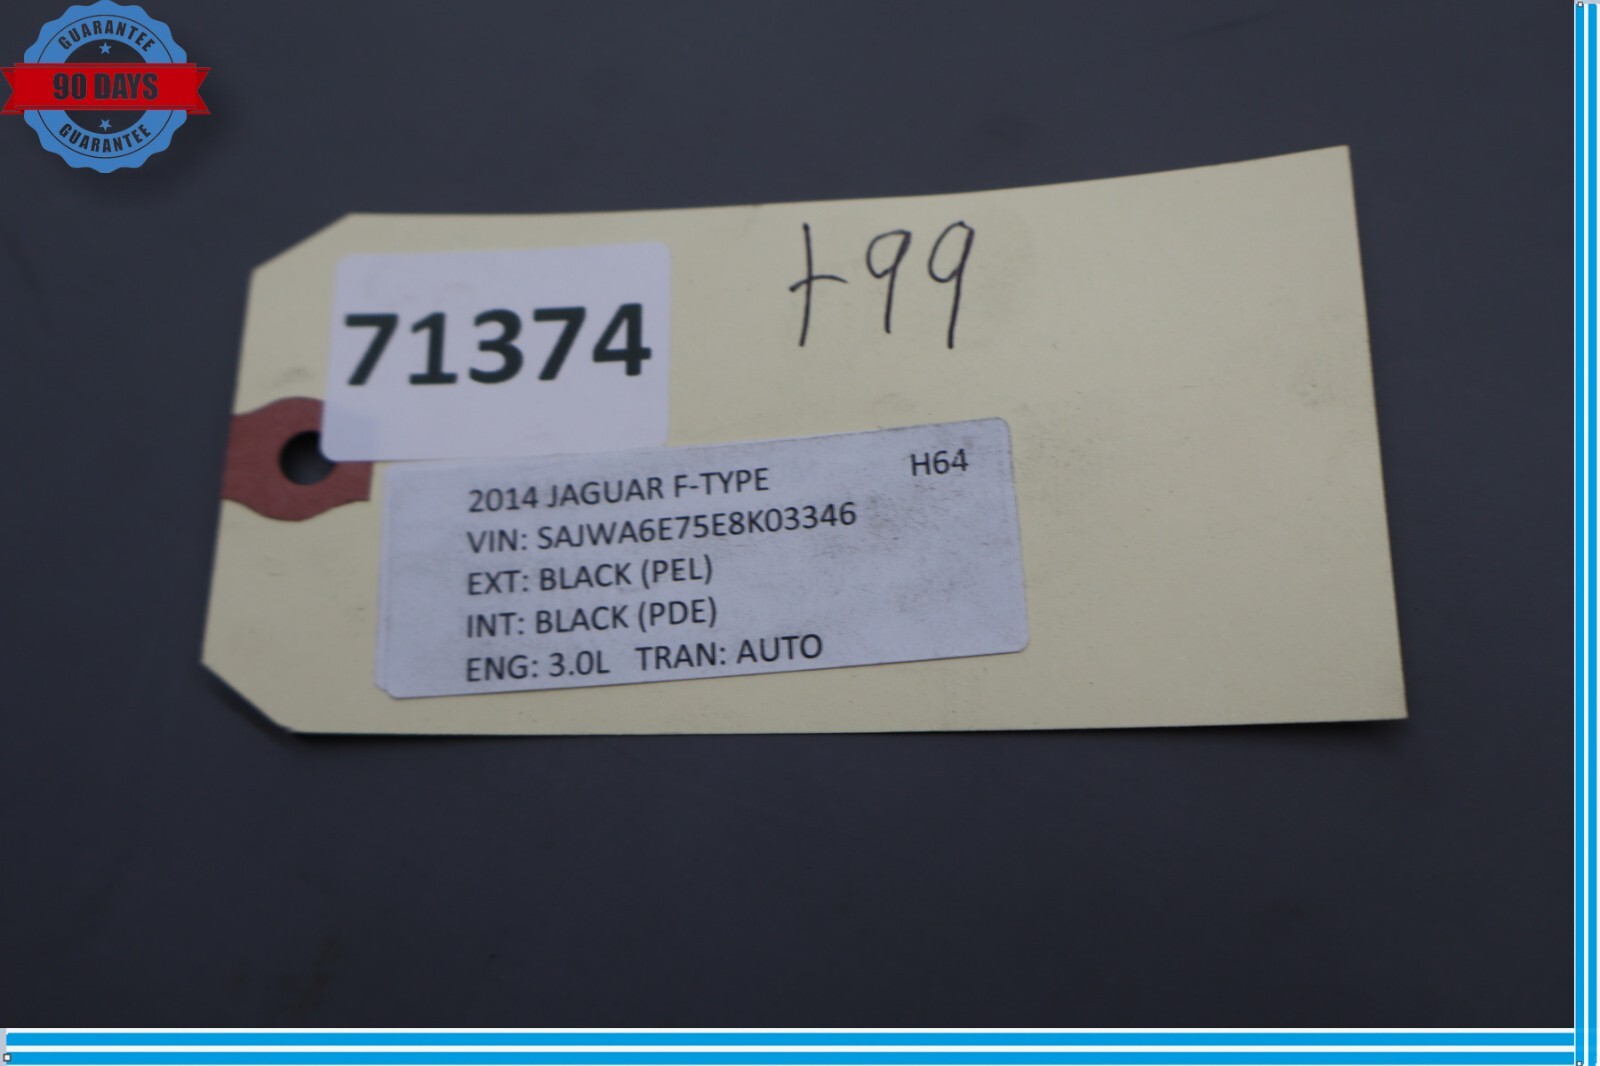 GUARANTEE
90 DAYS
GUARANTEE
+99
71374
2014 JAGUAR F-TYPE H64
VIN: SAJWA6E75E8K03346
EXT: BLACK (PEL)
INT: BLACK (PDE)
ENG: 3.0L TRAN: AUTO